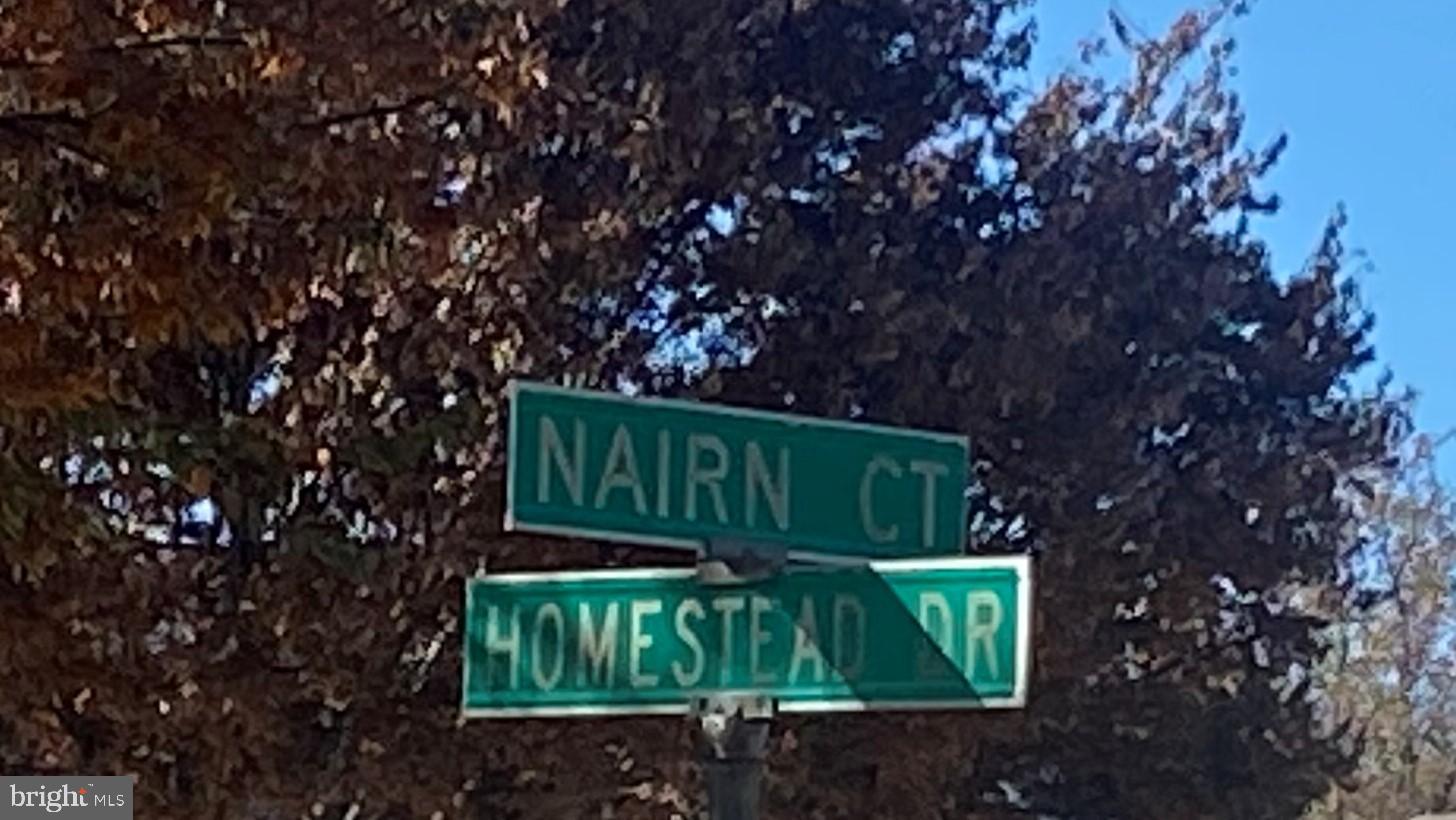 NAIRN CT
HOMESTEAD DR
bright MLS